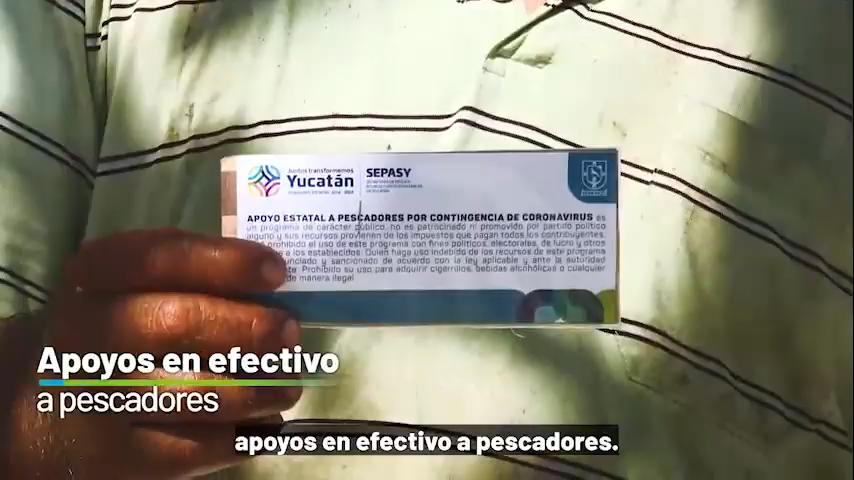 Juntos transformemos
Yucatán
SEPASY
APOYO ESTATAL A PESCADORES POR CONTINGENCIA DE CORONAVIRUS es
un programa de carácter público, no es patrocinado ni promovido por partido político
alguno y sus recursos provienen de los impuestos que pagan todos los contribuyentes.
prohibido el uso de este programa con fines políticos, electorales, de lucro y otros
a los establecidos. Quien haga uso indebido de los recursos de este programa
sancionado de acuerdo con la ley aplicable y ante la autoridad
Prohibido su uso para adquirir cigarrillos, bebidas alcohólicas o cualquier
de manera ilegal
Apoyos en efectivo
a pescadores
apoyos en efectivo a pescadores.